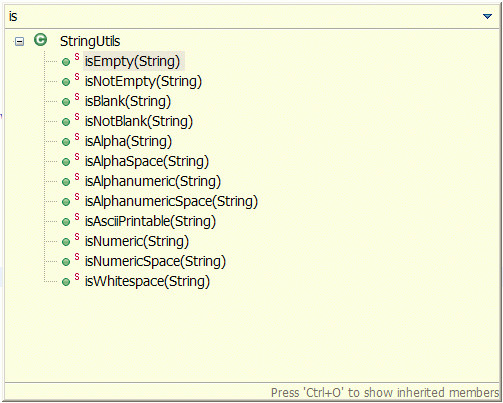 is
C StringUtils
S isEmpty(String)
S isNotEmpty(String)
S isBlank(String)
S isNotBlank(String)
S isAlpha(String)
S isAlphaSpace(String)
S isAlphanumeric(String)
S isAlphanumericSpace(String)
S isAsciiPrintable(String)
S isNumeric(String)
S isNumericSpace(String)
S isWhitespace(String)
Press 'Ctrl+O' to show inherited members